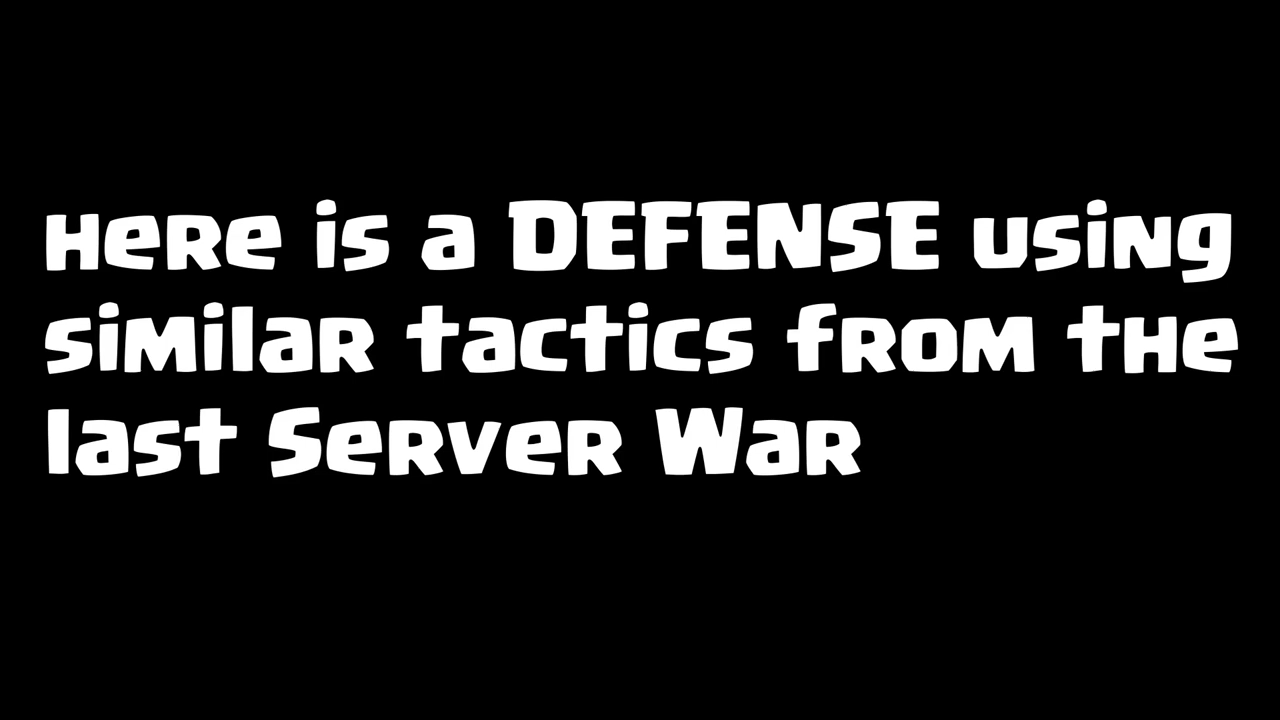 Here is a DEFENSE using
similar tactics from the
last Server War